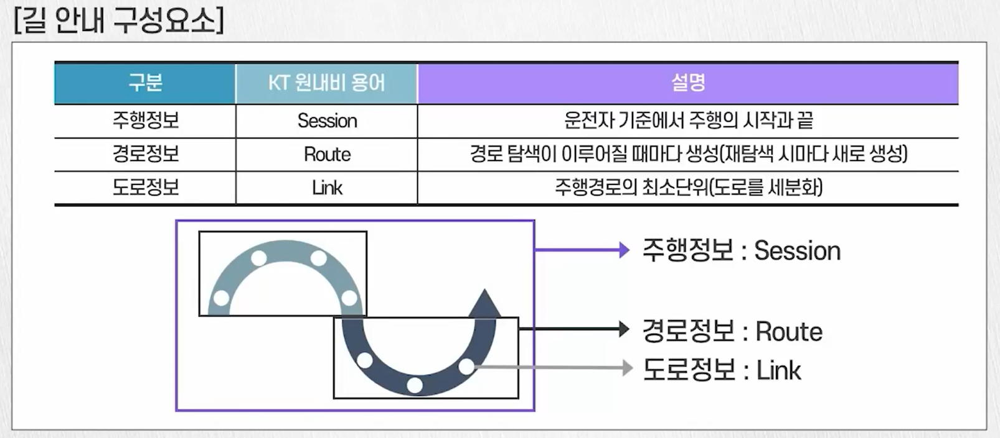 [길 안내 구성요소]
구분 KT 원내비 용어 설명
주행정보 Session 운전자 기준에서 주행의 시작과 끝
경로정보 Route 경로 탐색이 이루어질 때마다 생성(재탐색 시마다 새로 생성)
도로정보 Link 주행경로의 최소단위(도로를 세분화)
주행정보 : Session
경로정보 : Route
도로정보 : Link